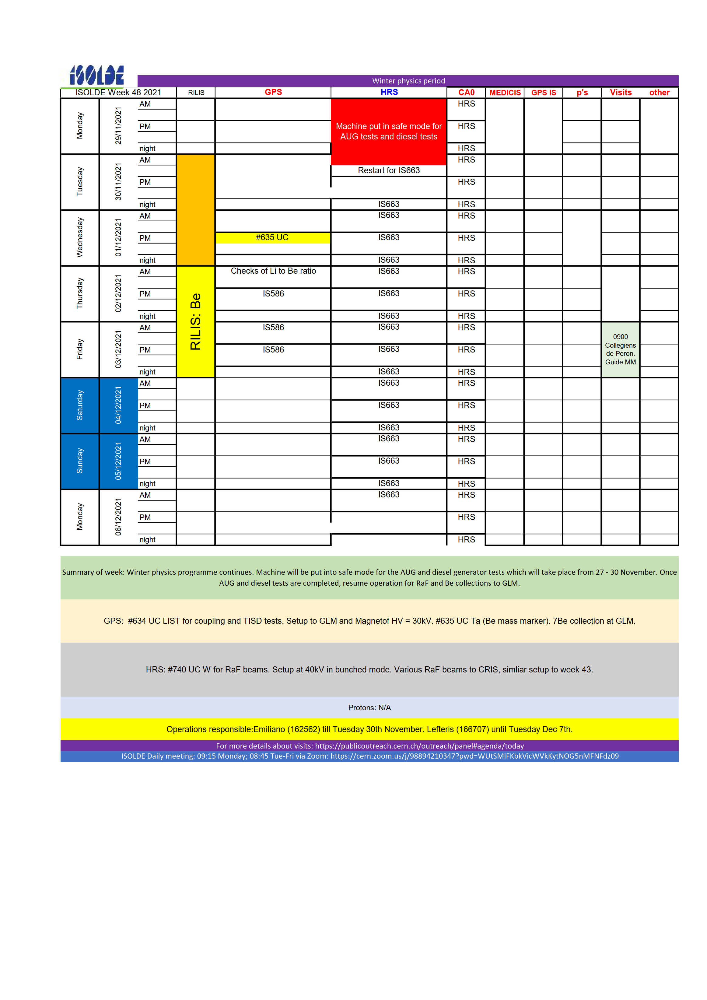 ISOLDE
Winter physics period
ISOLDE Week 48 2021 RILIS GPS HRS CA0 MEDICIS GPS IS p's Visits other
Monday 29/11/2021
AM HRS
Machine put in safe mode for
AUG tests and diesel tests
PM HRS
night HRS
Tuesday 30/11/2021
AM HRS
Restart for IS663
PM HRS
night IS663 HRS
Wednesday 01/12/2021
AM IS663 HRS
PM #635 UC IS663 HRS
night IS663 HRS
RILIS: Be
Thursday 02/12/2021
AM Checks of Li to Be ratio IS663 HRS
PM IS586 IS663 HRS
night IS663 HRS
Friday 03/12/2021
AM IS586 IS663 HRS
PM IS586 IS663 HRS
night IS663 HRS
0900
Collegiens
de Peron.
Guide MM
Saturday 04/12/2021
AM IS663 HRS
PM IS663 HRS
night IS663 HRS
Sunday 05/12/2021
AM IS663 HRS
PM IS663 HRS
night IS663 HRS
Monday 06/12/2021
AM IS663 HRS
PM HRS
night HRS
Summary of week: Winter physics programme continues. Machine will be put into safe mode for the AUG and diesel generator tests which will take place from 27 - 30 November. Once
AUG and diesel tests are completed, resume operation for RaF and Be collections to GLM.
GPS: #634 UC LIST for coupling and TISD tests. Setup to GLM and Magnetof HV = 30kV. #635 UC Ta (Be mass marker). 7Be collection at GLM.
HRS: #740 UC W for RaF beams. Setup at 40kV in bunched mode. Various RaF beams to CRIS, simliar setup to week 43.
Protons: N/A
Operations responsible:Emiliano (162562) till Tuesday 30th November. Lefteris (166707) until Tuesday Dec 7th.
For more details about visits: https://publicoutreach.cern.ch/outreach/panel#agenda/today
ISOLDE Daily meeting: 09:15 Monday; 08:45 Tue-Fri via Zoom: https://cern.zoom.us/j/98894210347?pwd=WUtSMlFKbkVicWVkKytNOG5nMFNFdz09